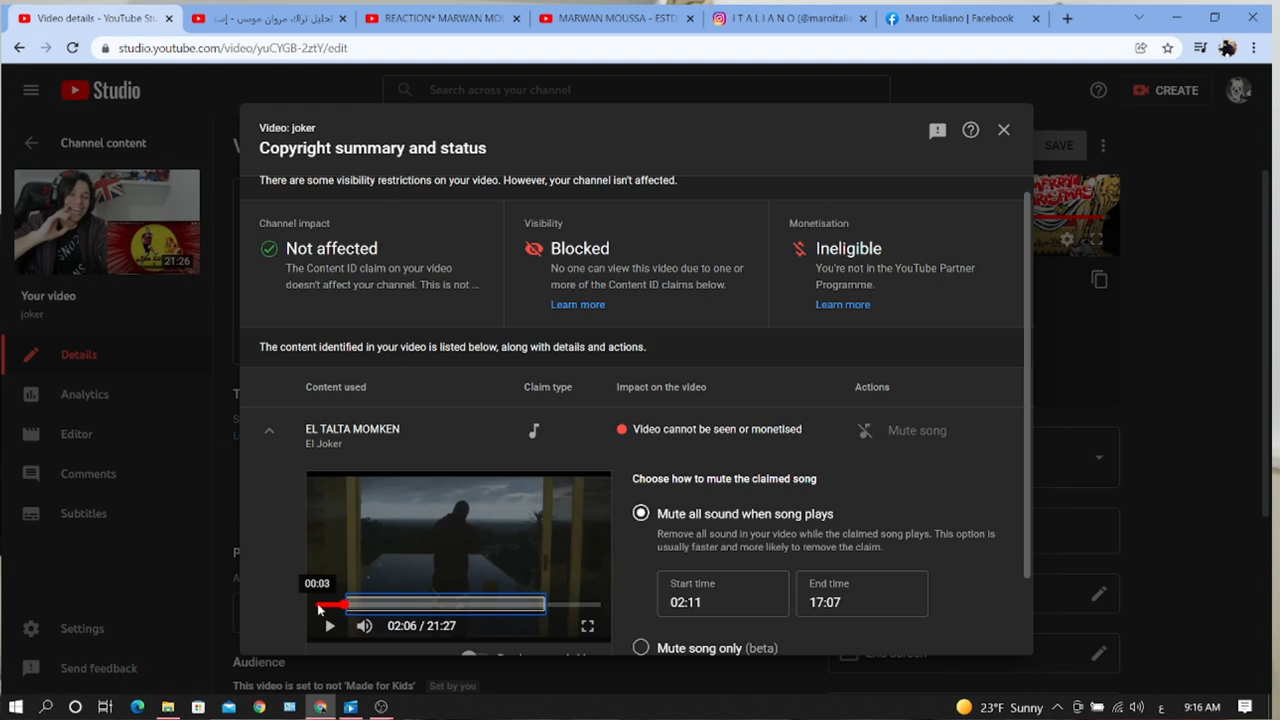 Video details - YouTube Stu
تحليل تراك مروان موسي - إست
REACTION* MARWAN MOU
MARWAN MOUSSA - ESTD
I T A L I A N O (@maroitali
Maro Italiano | Facebook
studio.youtube.com/video/yuCYGB-2ztY/edit
Studio
Search across your channel
CREATE
Channel content
SAVE
Video: joker
Copyright summary and status
There are some visibility restrictions on your video. However, your channel isn't affected.
Channel impact
Visibility
Monetisation
Not affected
Blocked
Ineligible
The Content ID claim on your video
doesn't affect your channel. This is not ...
No one can view this video due to one or
more of the Content ID claims below.
Learn more
You're not in the YouTube Partner
Programme.
Learn more
MERRY
CHRISTMAS
21:26
Your video
joker
Details
Analytics
Editor
Comments
Subtitles
Settings
Send feedback
The content identified in your video is listed below, along with details and actions.
Content used
Claim type
Impact on the video
Actions
EL TALTA MOMKEN
El Joker
Video cannot be seen or monetised
Mute song
Choose how to mute the claimed song
Mute all sound when song plays
Remove all sound in your video while the claimed song plays. This option is
usually faster and more likely to remove the claim.
Start time
02:11
End time
17:07
00:03
02:06 / 21:27
Mute song only (beta)
Audience
This video is set to not 'Made for Kids'
Set by you
23°F Sunny
ع
9:16 AM